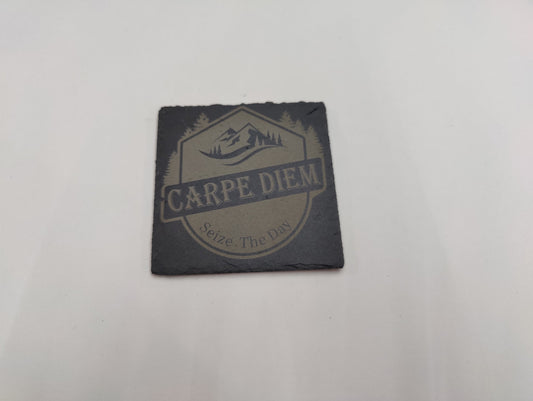 CARPE DIEM
Seize The Day